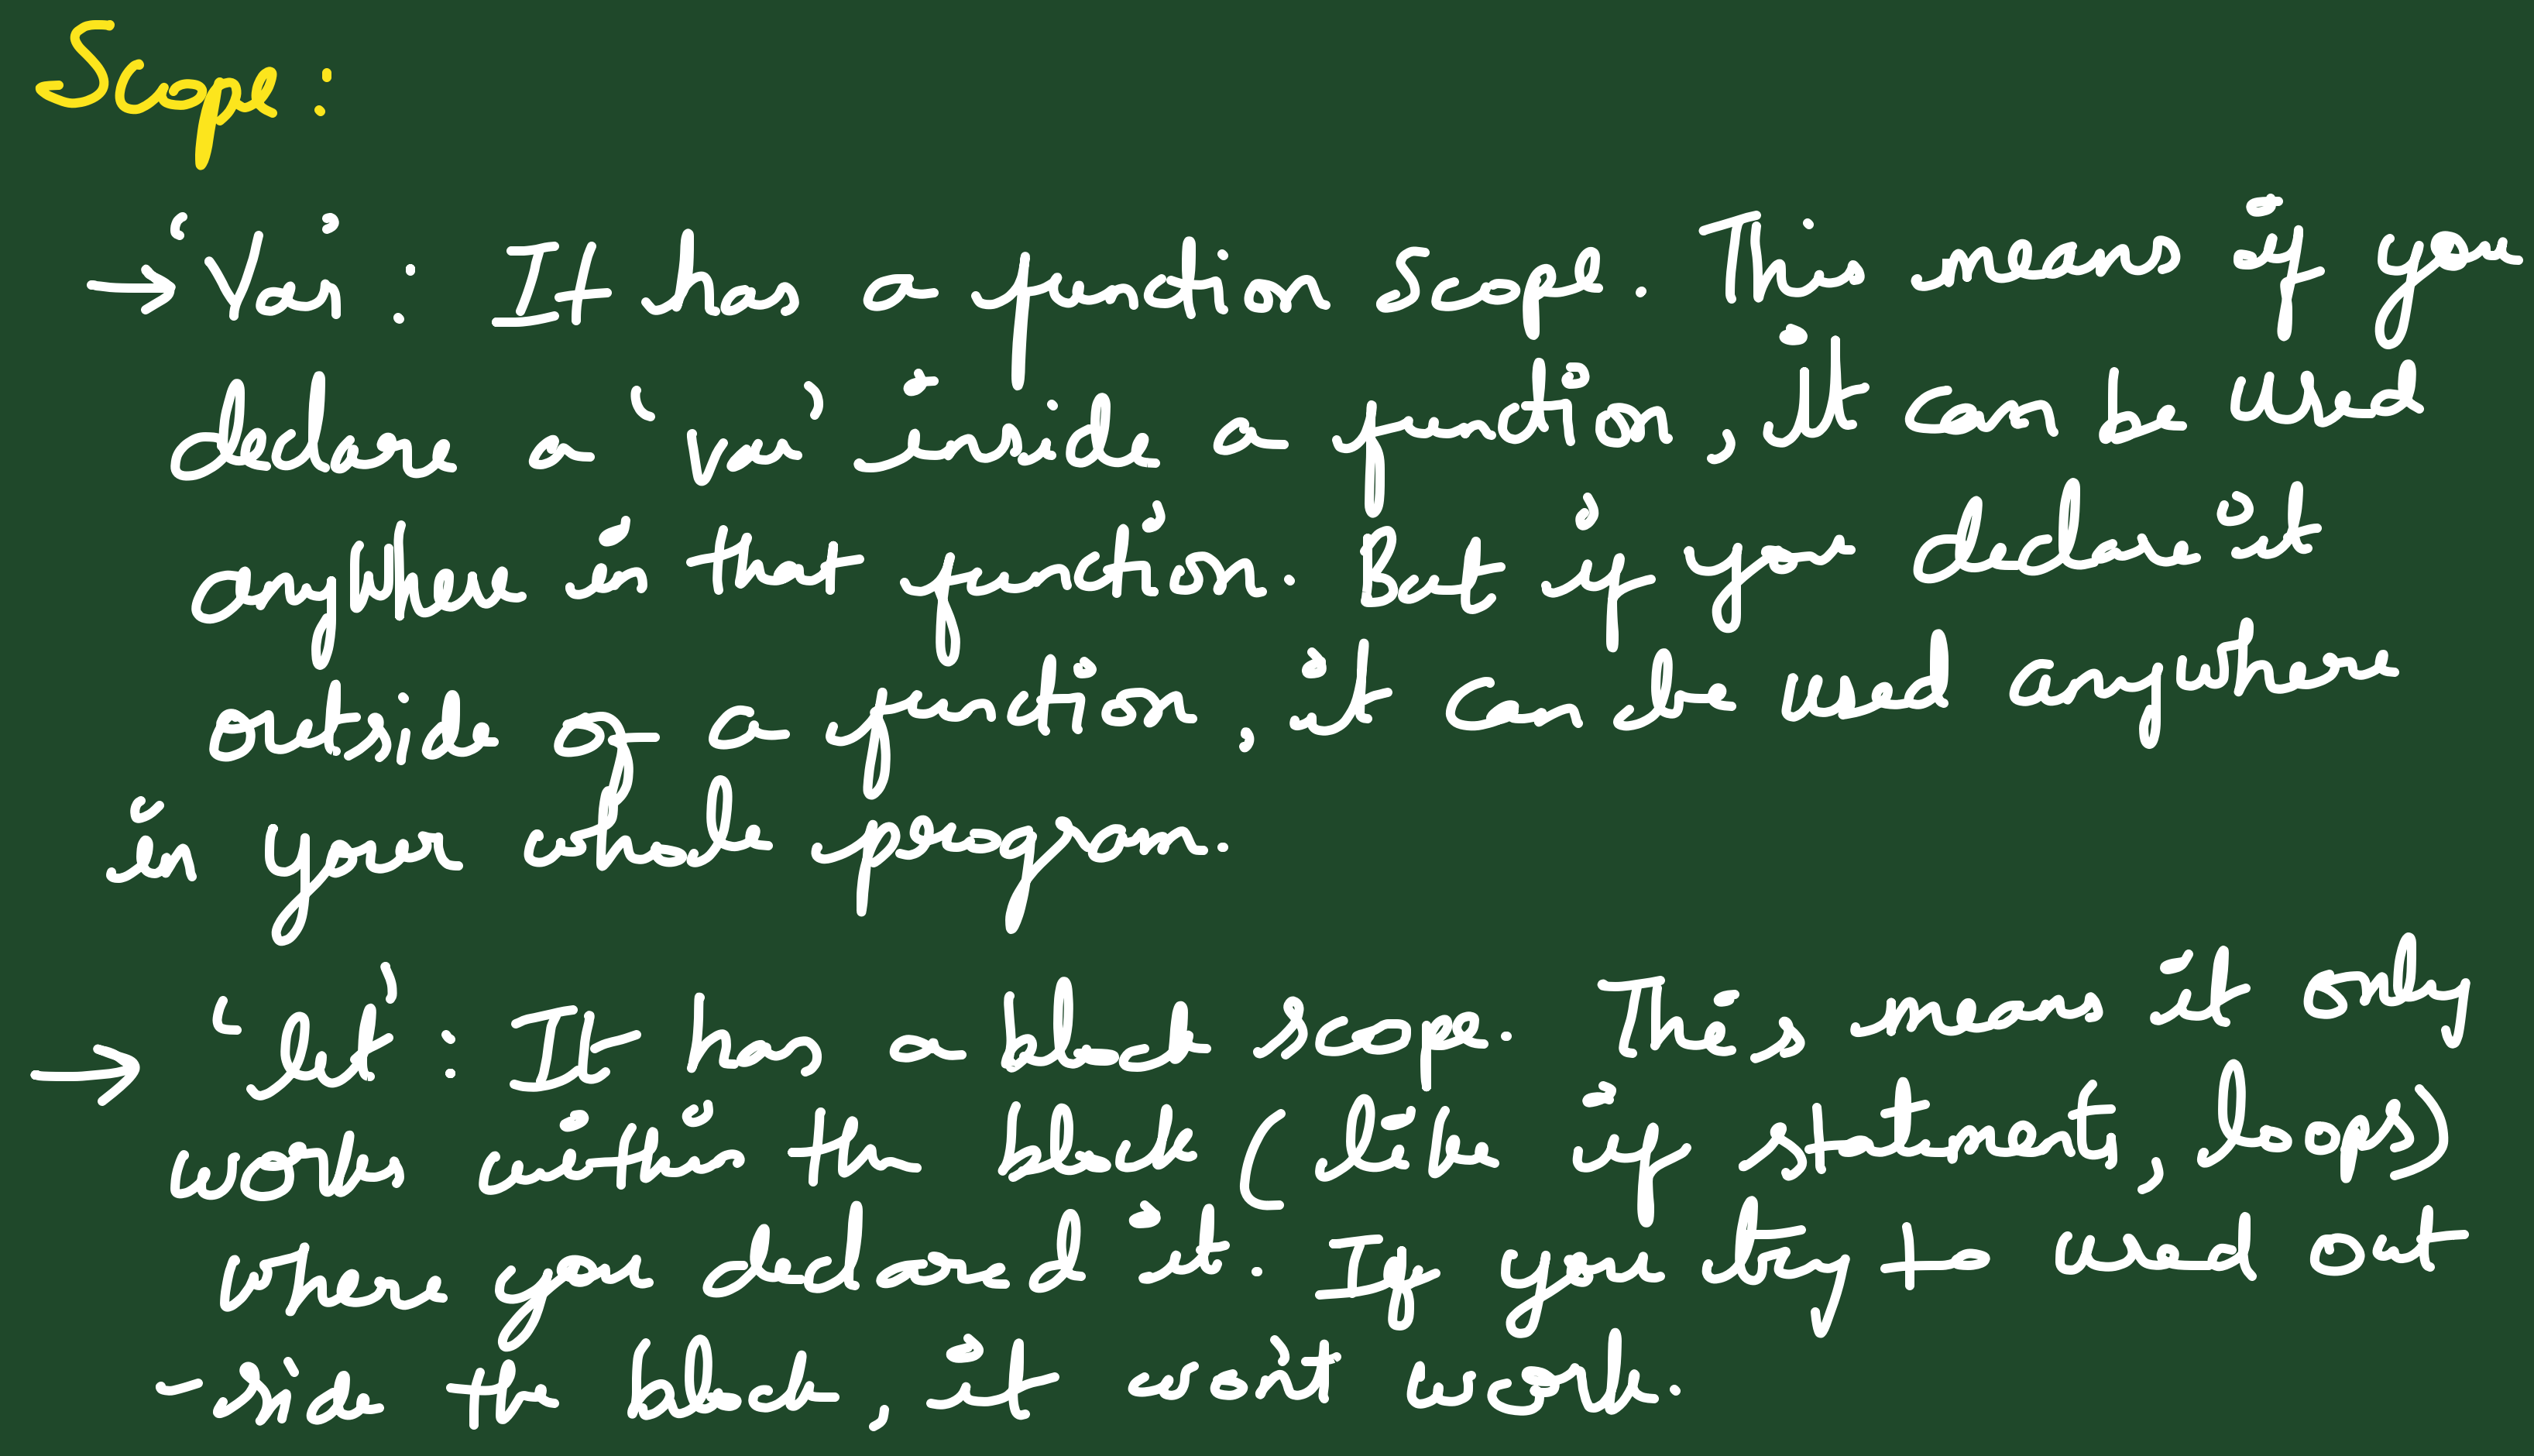 Scope :
→ 'Var' : It has a function Scope. This means if you
declare a 'var' inside a function, it can be used
anywhere in that function. But if you declare it
outside of a function, it can be used anywhere
in your whole program.
→ 'let' : It has a block scope. This means it only
works within the block (like if statements, loops)
where you declared it. If you try to used out
-side the block, it won't work.